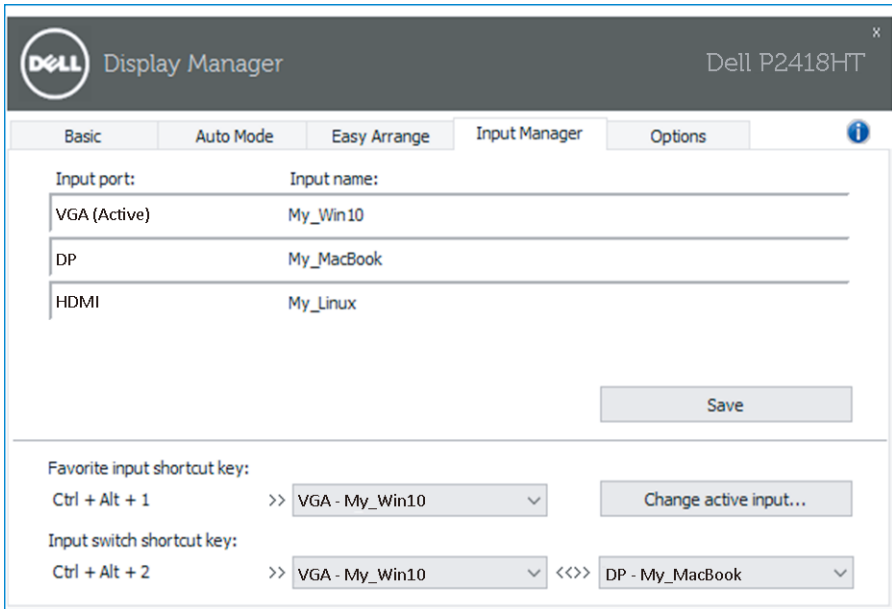 x
DELL Display Manager Dell P2418HT
Basic Auto Mode Easy Arrange Input Manager Options i
Input port: Input name:
VGA (Active) My_Win10
DP My_MacBook
HDMI My_Linux
Save
Favorite input shortcut key:
Ctrl + Alt + 1 >> VGA - My_Win10 Change active input...
Input switch shortcut key:
Ctrl + Alt + 2 >> VGA - My_Win10 <<>> DP - My_MacBook